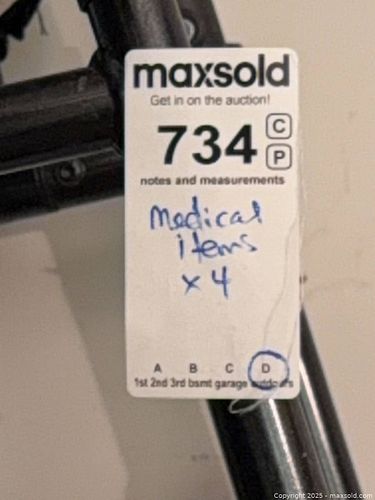 maxsold
Get in on the auction!
734 C
P
notes and measurements
Medical
items
x 4
A B C D
1st 2nd 3rd bsmt garage outdoors
Copyright 2025 - maxsold.com